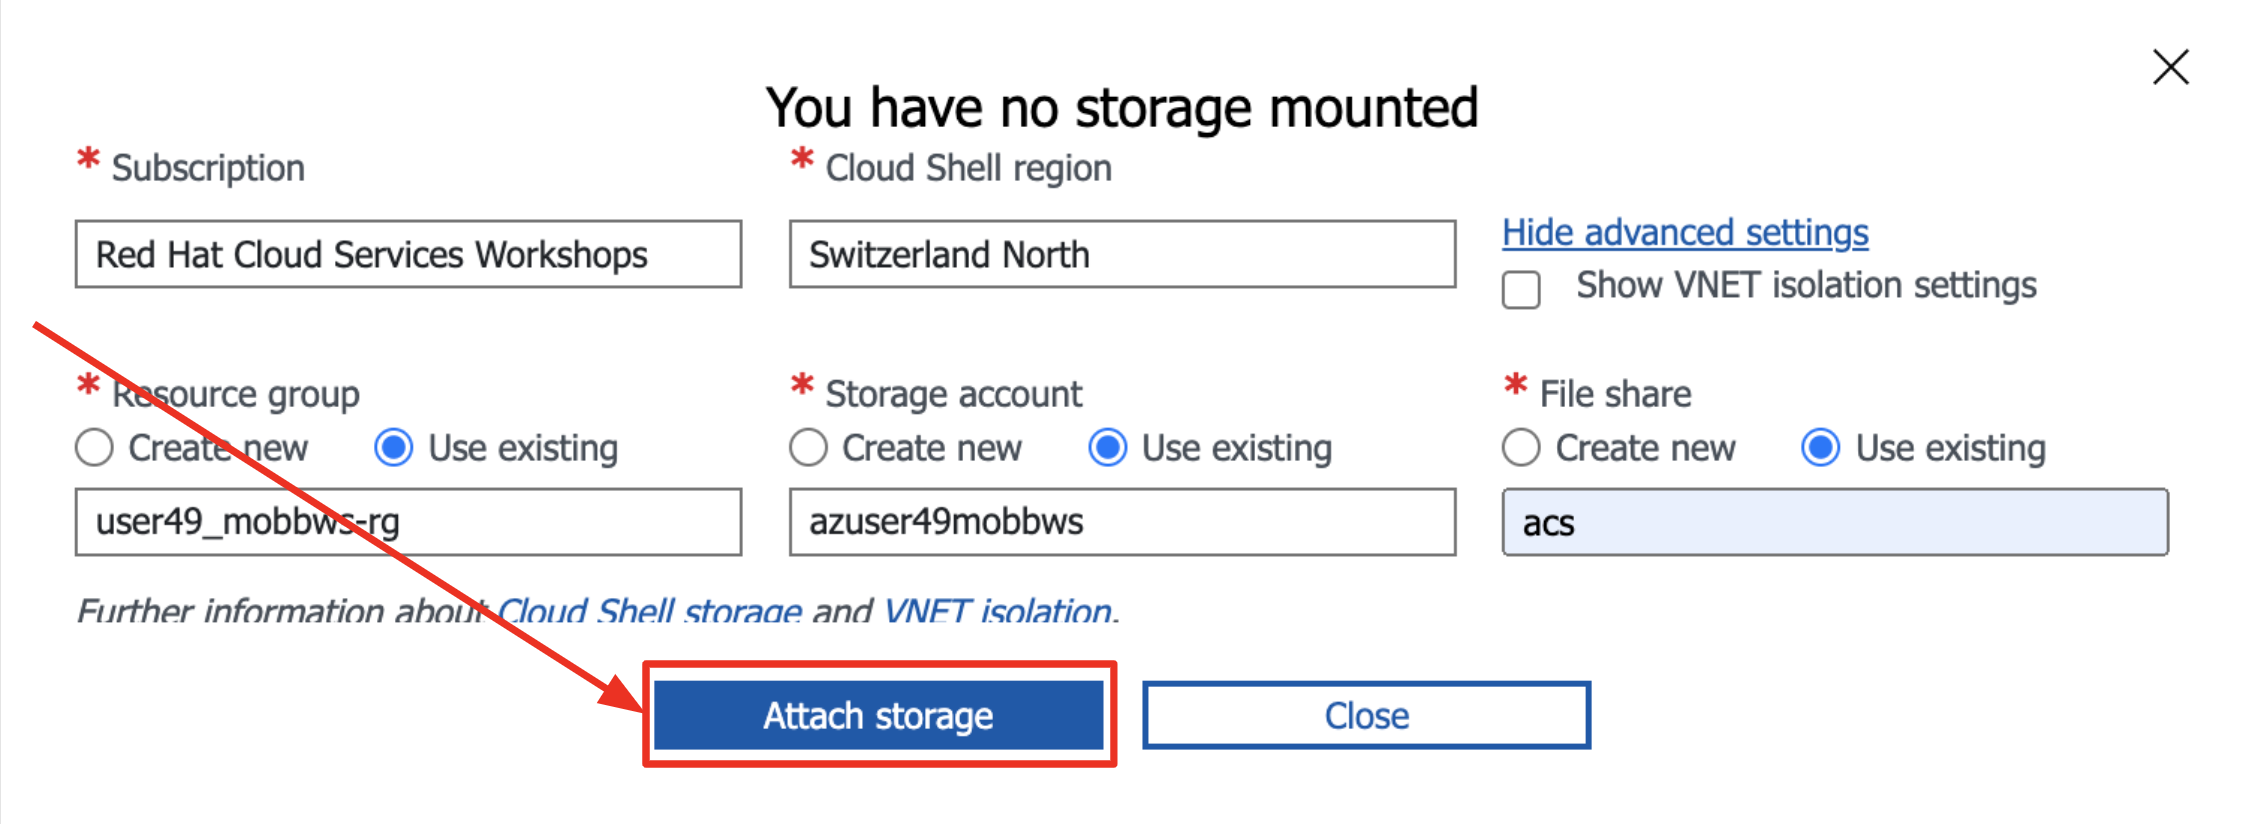 You have no storage mounted
* Subscription
* Cloud Shell region
Red Hat Cloud Services Workshops
Switzerland North
Hide advanced settings
Show VNET isolation settings
* Resource group
* Storage account
* File share
Create new Use existing
Create new Use existing
Create new Use existing
user49_mobbws-rg
azuser49mobbws
acs
Further information about Cloud Shell storage and VNET isolation.
Attach storage
Close